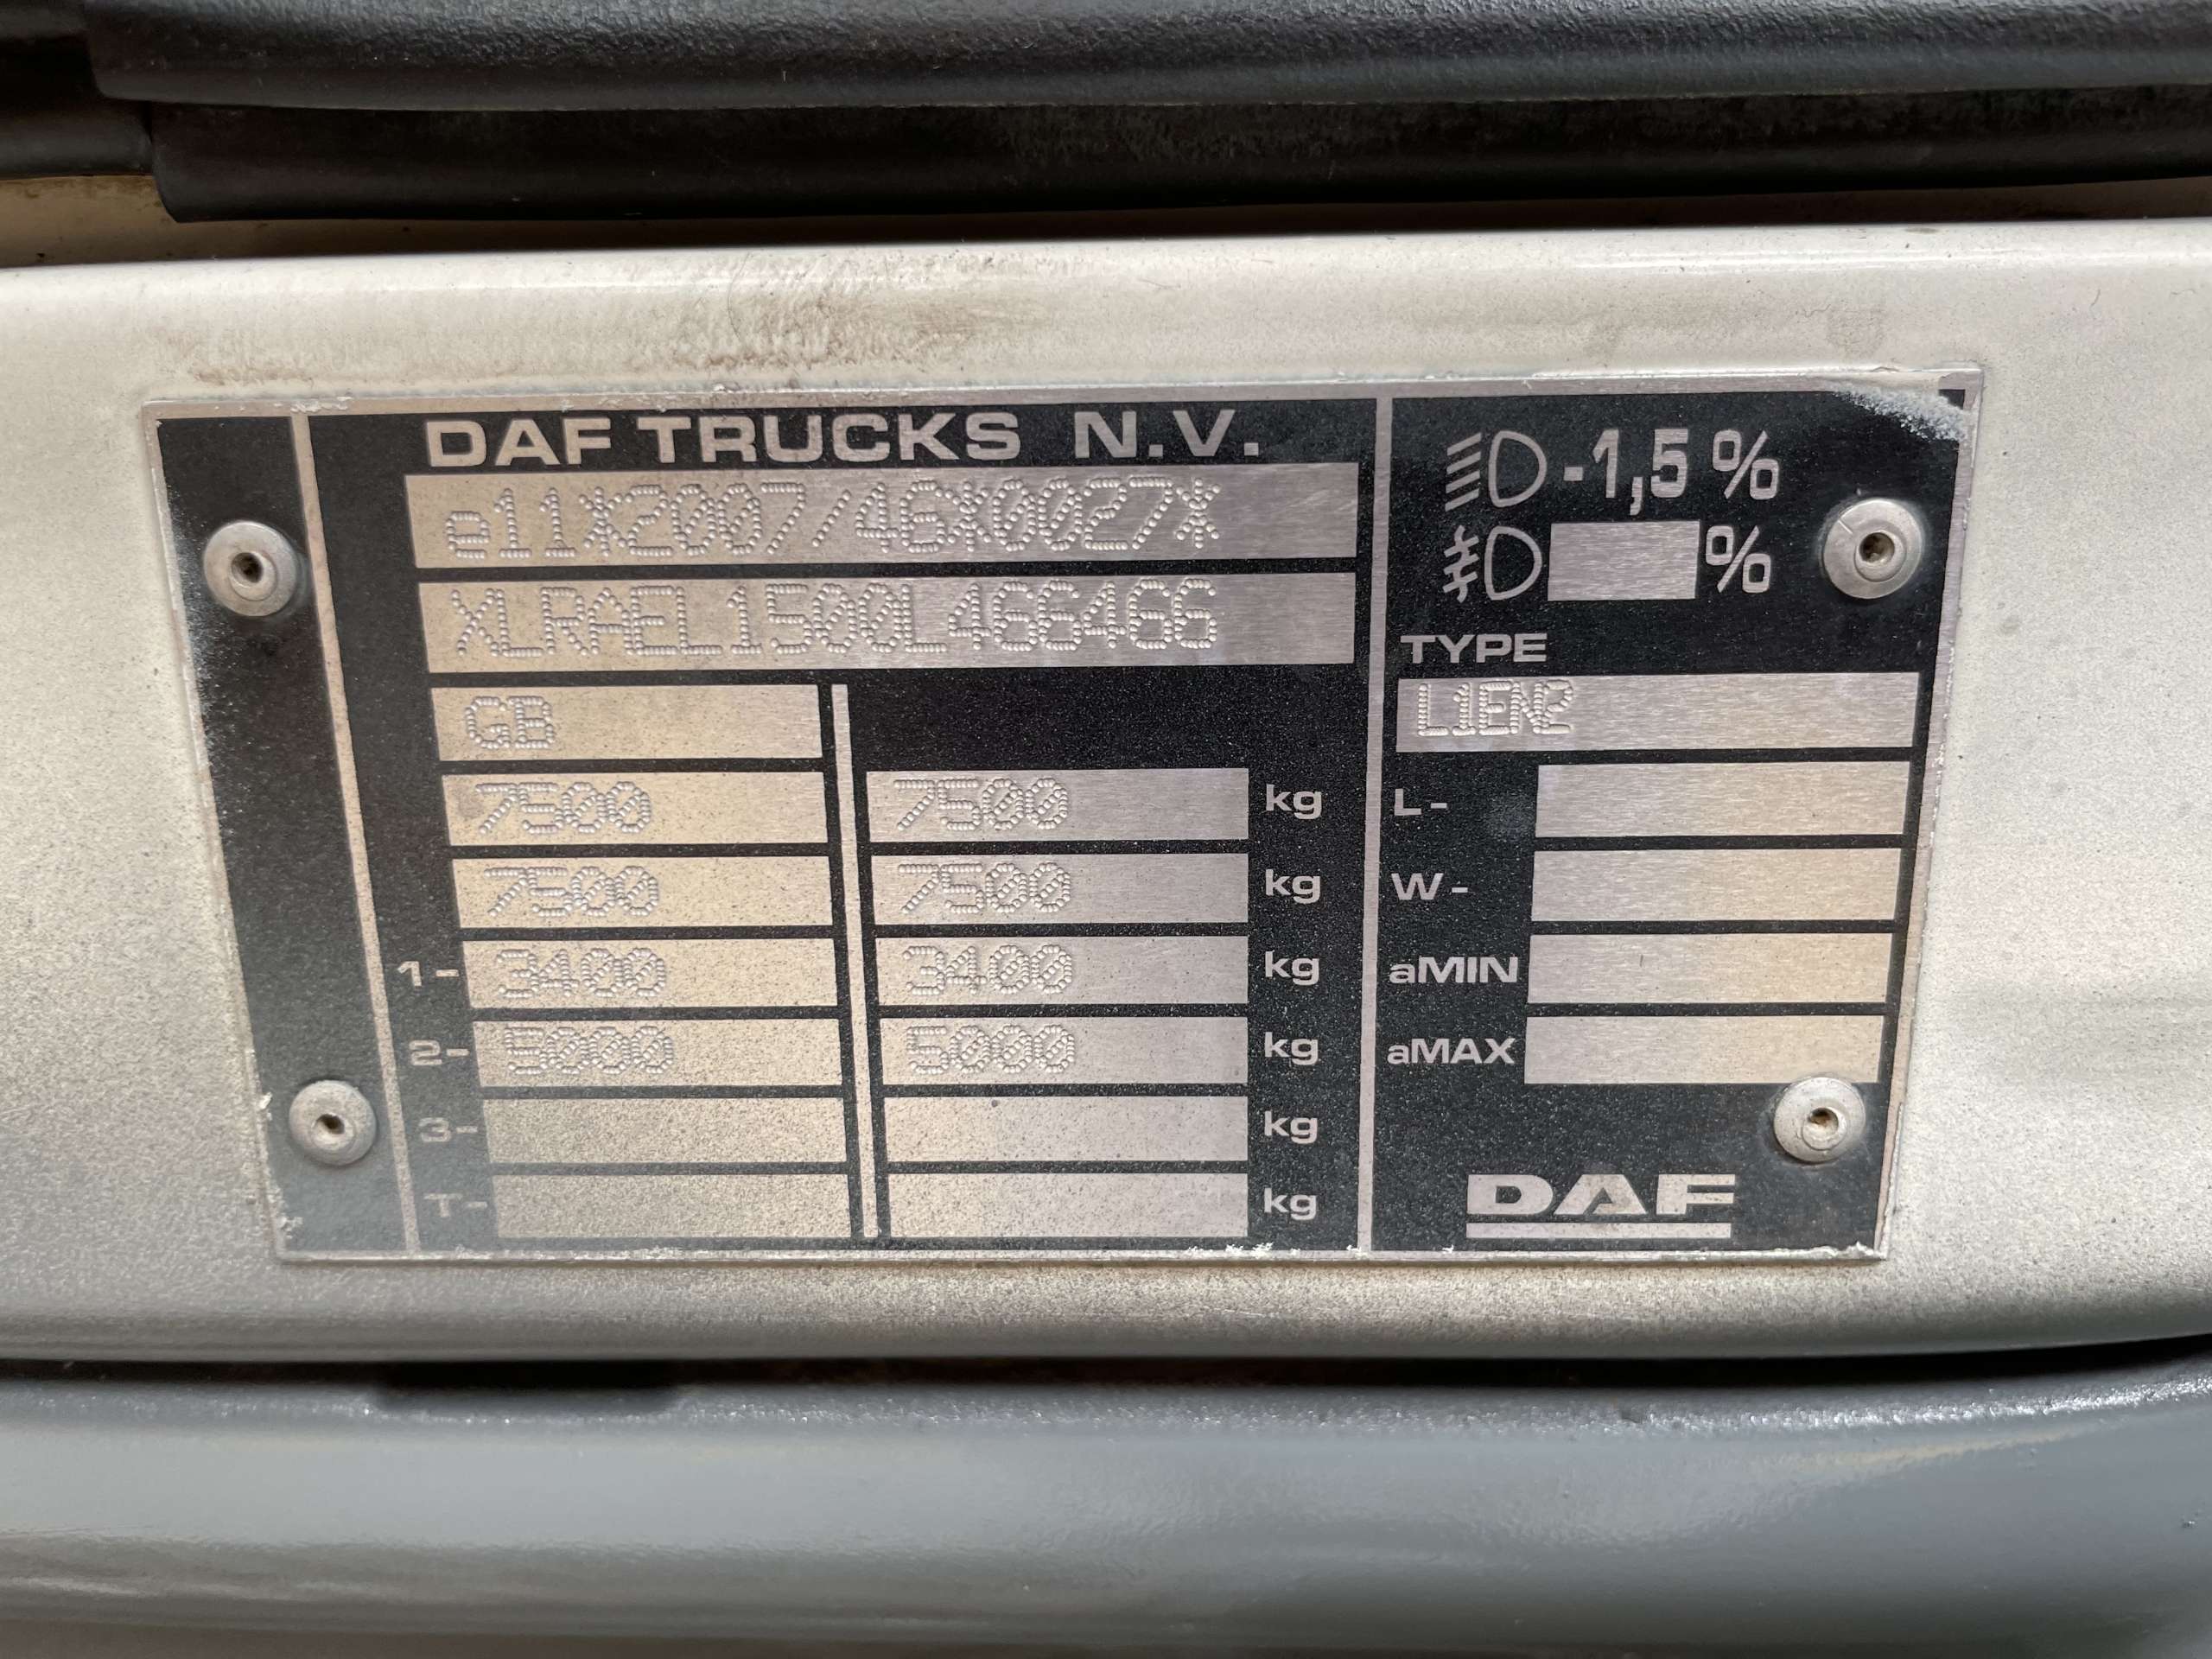 DAF TRUCKS N.V.
e11*2007/46*0027*
XLRAEL1500L466466
GB
7500 7500 kg
7500 7500 kg
1- 3400 3400 kg
2- 5000 5000 kg
3- kg
T- kg
-1,5 %
%
TYPE
L1EN2
L-
W-
aMIN
aMAX
DAF